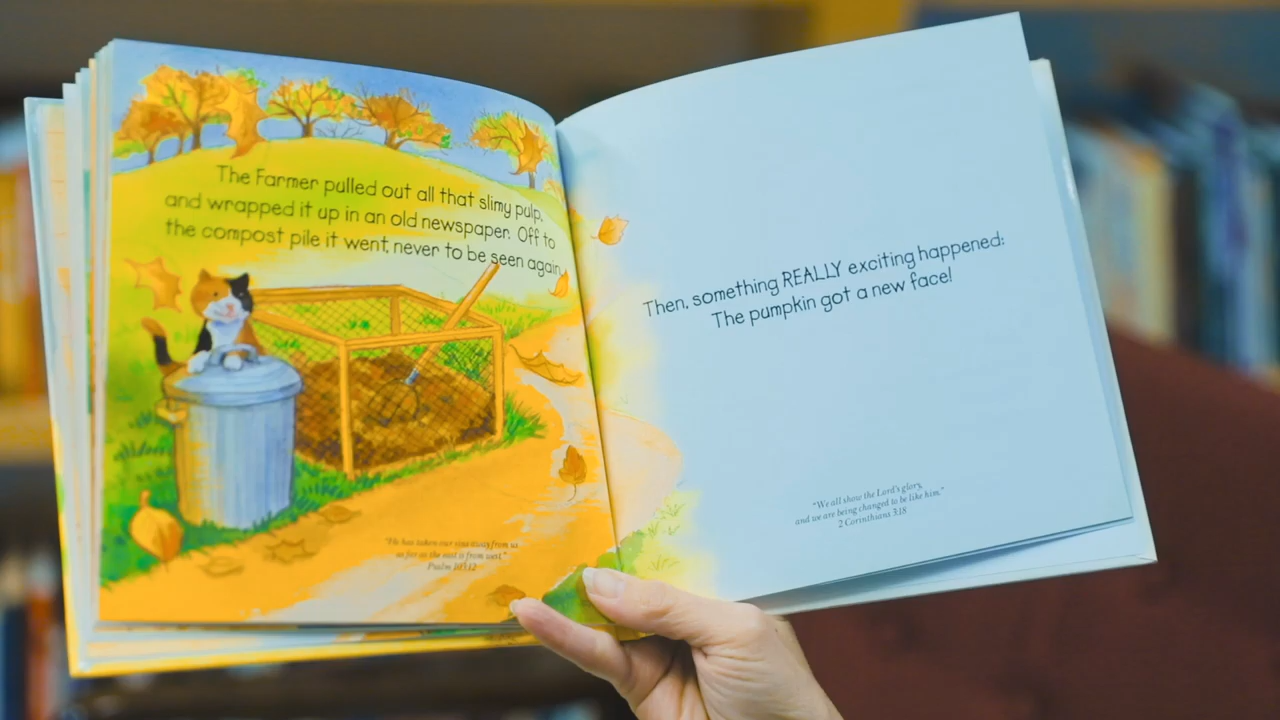 The Farmer pulled out all that slimy pulp,
and wrapped it up in an old newspaper. Off to
the compost pile it went, never to be seen again.
"He has taken our sins away from us
as far as the east is from west."
Psalm 103:12
Then, something REALLY exciting happened:
The pumpkin got a new face!
"We all show the Lord's glory,
and we are being changed to be like him."
2 Corinthians 3:18